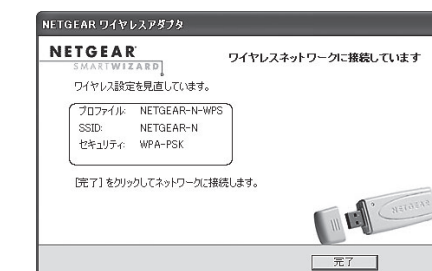 NETGEAR ワイヤレスアダプタ
NETGEAR
SMARTWIZARD
ワイヤレスネットワークに接続しています
ワイヤレス設定を見直しています。
プロファイル: NETGEAR-N-WPS
SSID: NETGEAR-N
セキュリティ: WPA-PSK
[完了] をクリックしてネットワークに接続します。
NETGEAR
完了